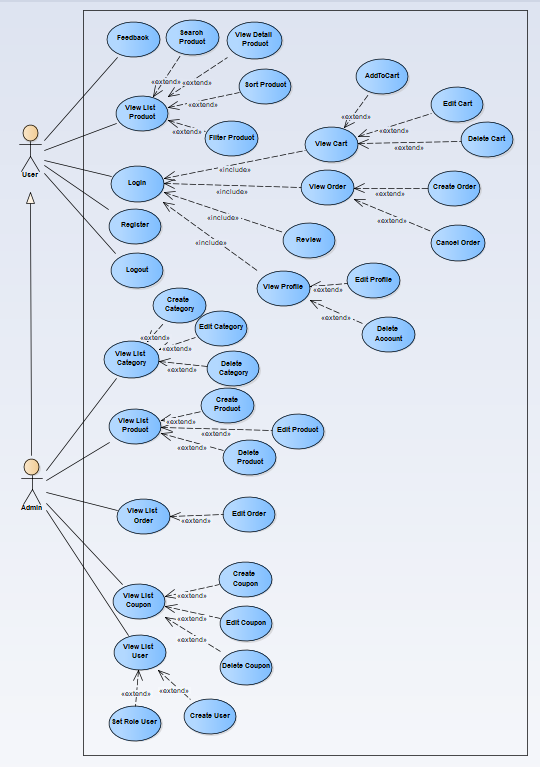 Feedback
Search
Product
View Detail
Product
«extend»
«extend»
Sort Product
«extend»
View List
Product
«extend»
Filter Product
AddToCart
«extend»
Edit Cart
«extend»
Delete Cart
«extend»
View Cart
User
«include»
Login
«include»
View Order
«extend»
Create Order
«extend»
Cancel Order
Register
«include»
Review
«include»
Logout
View Profile
«extend»
Edit Profile
«extend»
Delete
Account
Create
Category
Edit Category
«extend»
«extend»
View List
Category
«extend»
Delete
Category
Create
Product
«extend»
View List
Product
«extend»
Edit Product
«extend»
Delete
Product
Admin
View List
Order
«extend»
Edit Order
Create
Coupon
«extend»
View List
Coupon
«extend»
Edit Coupon
«extend»
Delete Coupon
View List
User
«extend»
«extend»
Set Role User
Create User